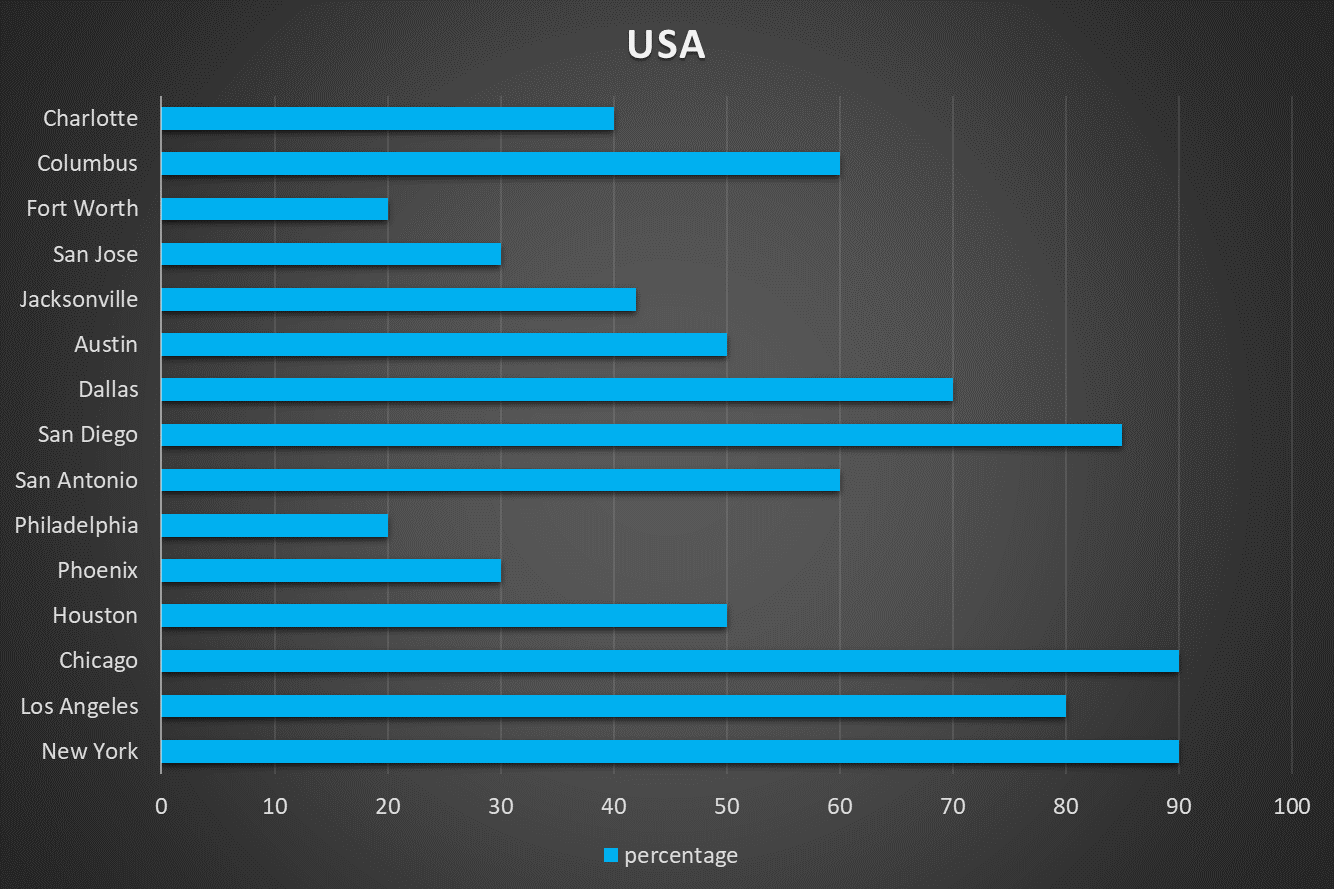 USA
Charlotte
Columbus
Fort Worth
San Jose
Jacksonville
Austin
Dallas
San Diego
San Antonio
Philadelphia
Phoenix
Houston
Chicago
Los Angeles
New York
0 10 20 30 40 50 60 70 80 90 100
percentage